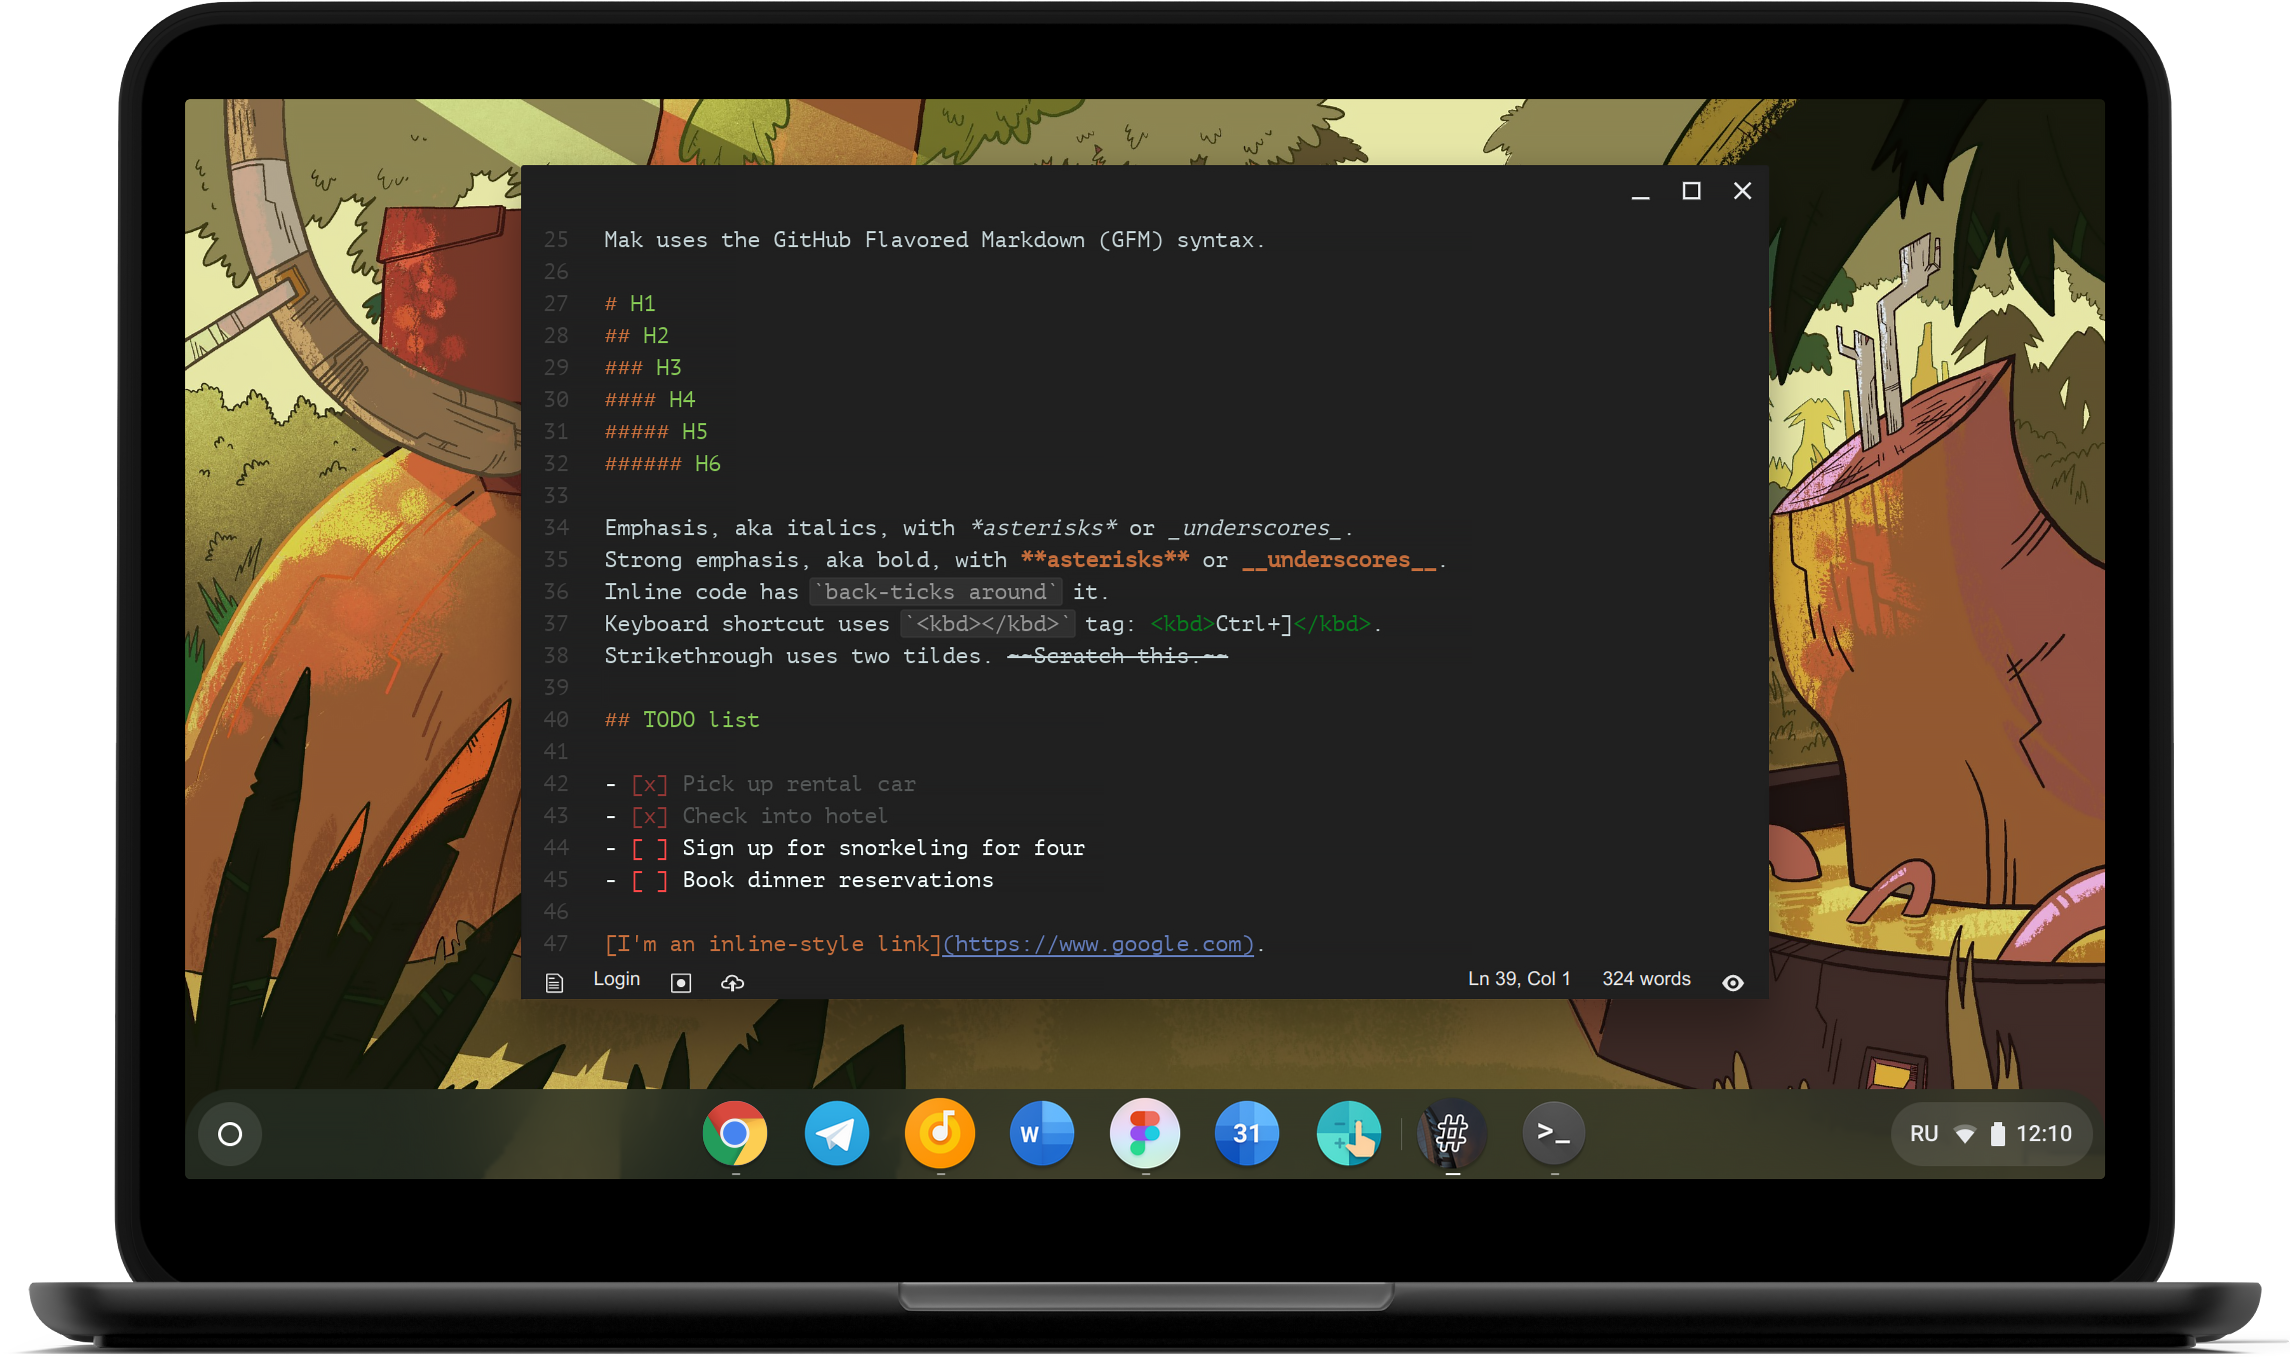 25 Mak uses the GitHub Flavored Markdown (GFM) syntax.
26
27 # H1
28 ## H2
29 ### H3
30 #### H4
31 ##### H5
32 ###### H6
33
34 Emphasis, aka italics, with *asterisks* or _underscores_.
35 Strong emphasis, aka bold, with **asterisks** or __underscores__.
36 Inline code has `back-ticks around` it.
37 Keyboard shortcut uses `<kbd></kbd>` tag: <kbd>Ctrl+]</kbd>.
38 Strikethrough uses two tildes. ~~Scratch this.~~
39
40 ## TODO list
41
42 - [x] Pick up rental car
43 - [x] Check into hotel
44 - [ ] Sign up for snorkeling for four
45 - [ ] Book dinner reservations
46
47 [I'm an inline-style link](https://www.google.com).
Login Ln 39, Col 1 324 words
W 31 # >_ RU 12:10